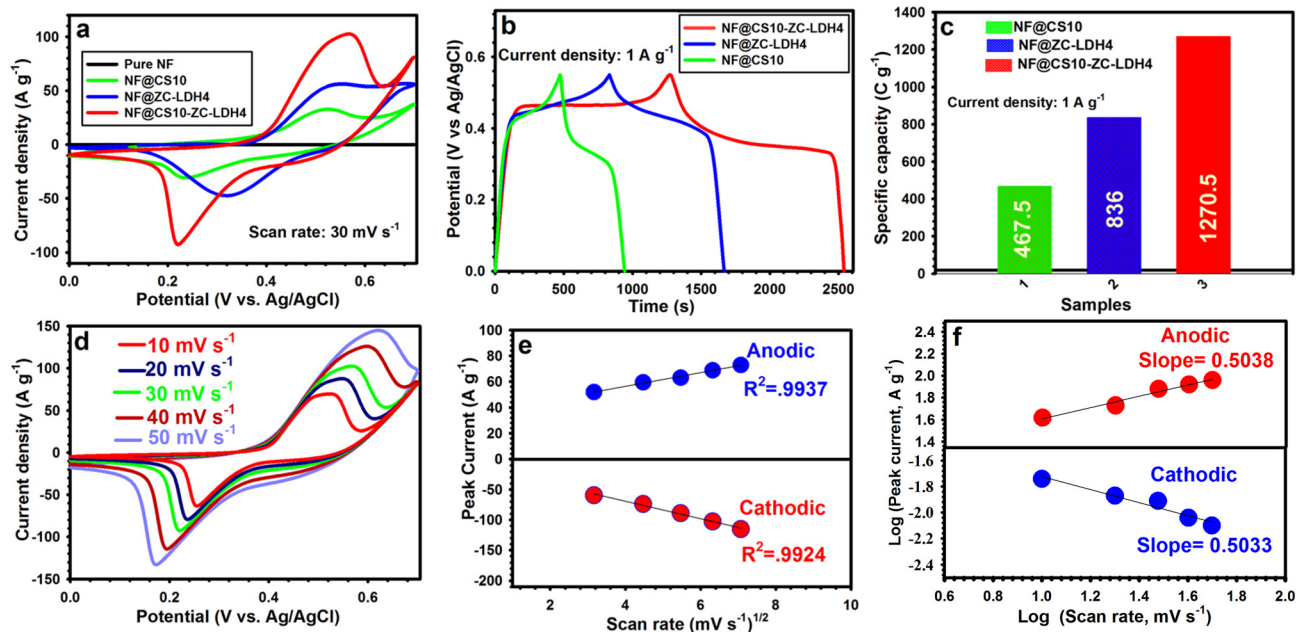 a
Pure NF
NF@CS10
NF@ZC-LDH4
NF@CS10-ZC-LDH4
Scan rate: 30 mV s⁻¹
100
50
0
-50
-100
Current density (A g⁻¹)
0.0 0.2 0.4 0.6
Potential (V vs. Ag/AgCl)
b
NF@CS10-ZC-LDH4
NF@ZC-LDH4
NF@CS10
Current density: 1 A g⁻¹
0.6
0.4
0.2
0.0
Potential (V vs Ag/AgCl)
0 500 1000 1500 2000 2500
Time (s)
c
NF@CS10
NF@ZC-LDH4
NF@CS10-ZC-LDH4
Current density: 1 A g⁻¹
1400
1200
1000
800
600
400
200
0
Specific capacity (C g⁻¹)
467.5
836
1270.5
1 2 3
Samples
d
10 mV s⁻¹
20 mV s⁻¹
30 mV s⁻¹
40 mV s⁻¹
50 mV s⁻¹
150
100
50
0
-50
-100
-150
Current density (A g⁻¹)
0.0 0.2 0.4 0.6
Potential (V vs. Ag/AgCl)
e
Anodic
R²=.9937
Cathodic
R²=.9924
100
80
60
40
20
0
-50
-100
-150
-200
Peak Current (A g⁻¹)
2 4 6 8 10
Scan rate (mV s⁻¹)¹/²
f
Anodic
Slope= 0.5038
Cathodic
Slope= 0.5033
2.4
2.2
2.0
1.8
1.6
1.4
-1.6
-1.8
-2.0
-2.2
-2.4
Log (Peak current, A g⁻¹)
0.6 0.8 1.0 1.2 1.4 1.6 1.8 2.0
Log (Scan rate, mV s⁻¹)